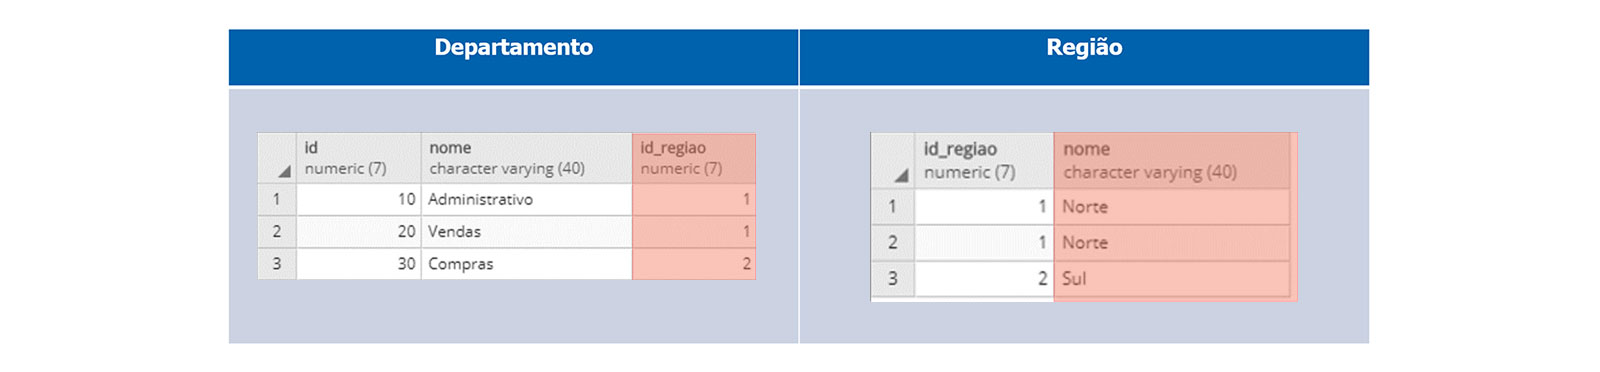 Departamento
Região
id nome id_regiao
numeric (7) character varying (40) numeric (7)
1 10 Administrativo 1
2 20 Vendas 1
3 30 Compras 2
id_regiao nome
numeric (7) character varying (40)
1 1 Norte
2 1 Norte
3 2 Sul